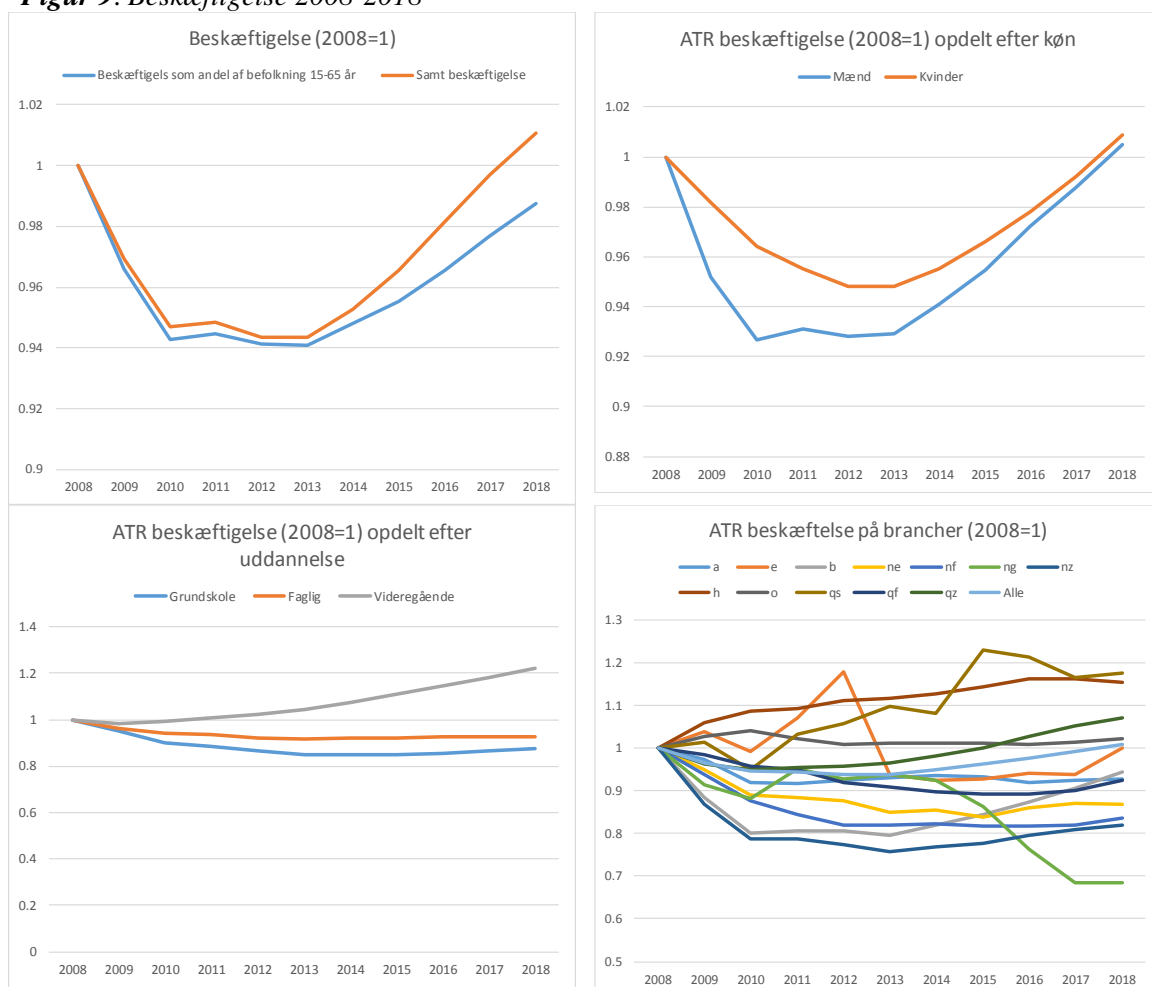 Figur 9: Beskæftigelse 2008-2018
Beskæftigelse (2008=1)
Beskæftigels som andel af befolkning 15-65 år Samt beskæftigelse
1.02
1
0.98
0.96
0.94
0.92
0.9
2008 2009 2010 2011 2012 2013 2014 2015 2016 2017 2018
ATR beskæftigelse (2008=1) opdelt efter køn
Mænd Kvinder
1.02
1
0.98
0.96
0.94
0.92
0.9
0.88
2008 2009 2010 2011 2012 2013 2014 2015 2016 2017 2018
ATR beskæftigelse (2008=1) opdelt efter
uddannelse
Grundskole Faglig Videregående
1.4
1.2
1
0.8
0.6
0.4
0.2
0
2008 2009 2010 2011 2012 2013 2014 2015 2016 2017 2018
ATR beskæftelse på brancher (2008=1)
a e b ne nf ng nz
h o qs qf qz Alle
1.3
1.2
1.1
1
0.9
0.8
0.7
0.6
0.5
2008 2009 2010 2011 2012 2013 2014 2015 2016 2017 2018